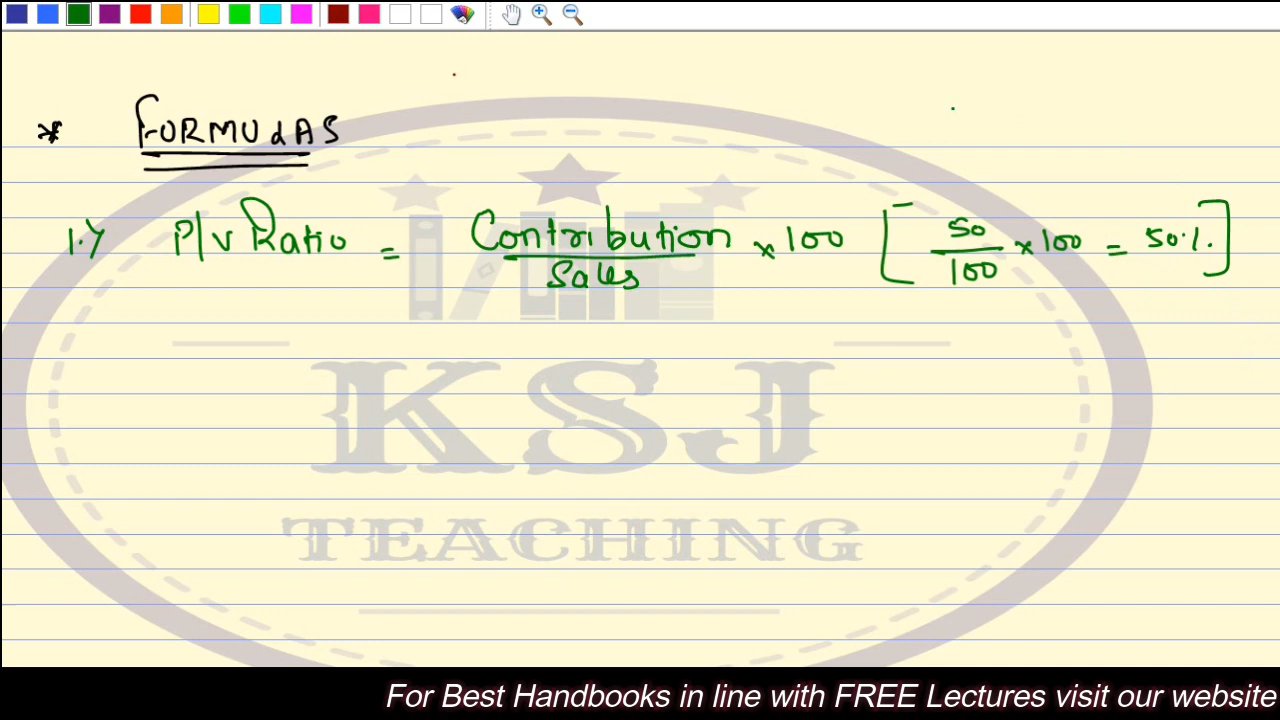 * FORMULAS
1.) P/V Ratio = Contribution / Sales × 100 [ 50 / 100 × 100 = 50% ]
KSJ
TEACHING
For Best Handbooks in line with FREE Lectures visit our website